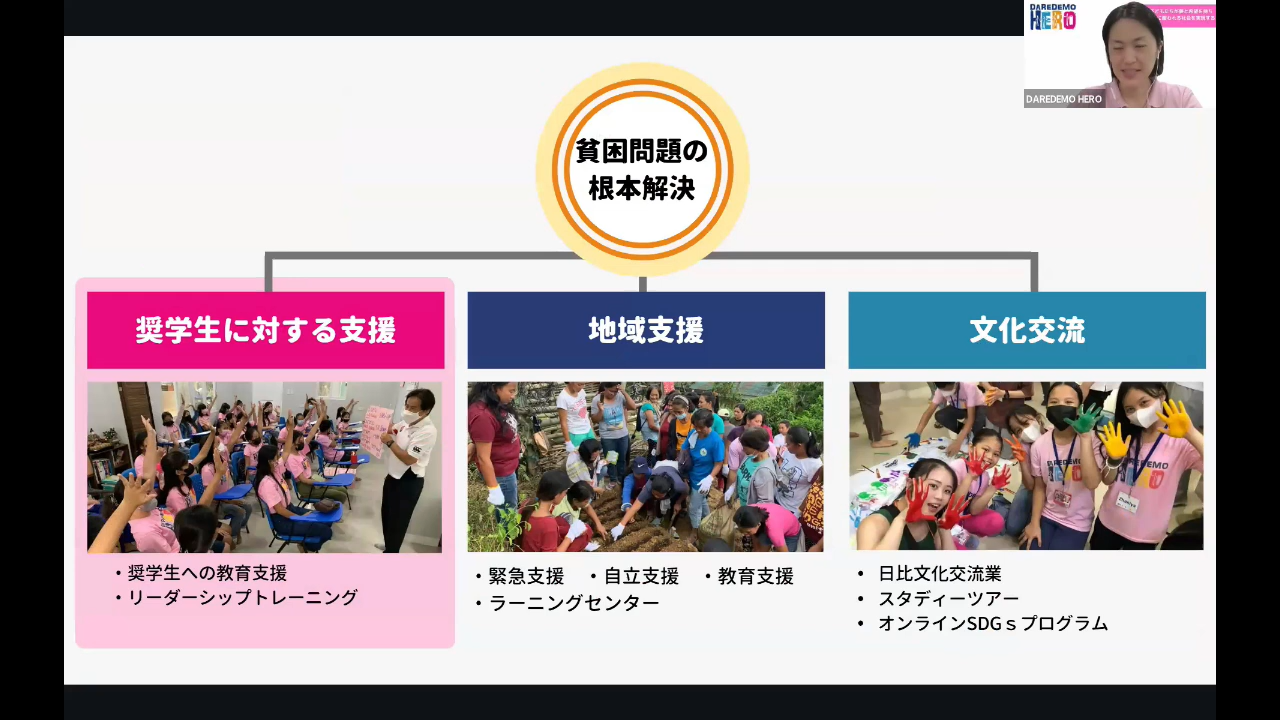 DAREDEMO
HERO
DAREDEMO HERO
貧困問題の
根本解決
奨学生に対する支援
地域支援
文化交流
DAREDEMO
・奨学生への教育支援
・リーダーシップトレーニング
・緊急支援　・自立支援　・教育支援
・ラーニングセンター
• 日比文化交流業
• スタディーツアー
• オンラインSDGｓプログラム